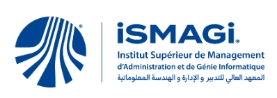 iSMAGi.
Institut Supérieur de Management
d'Administration et de Génie Informatique
المعهد العالي للتدبير و الإدارة و الهندسة المعلوماتية